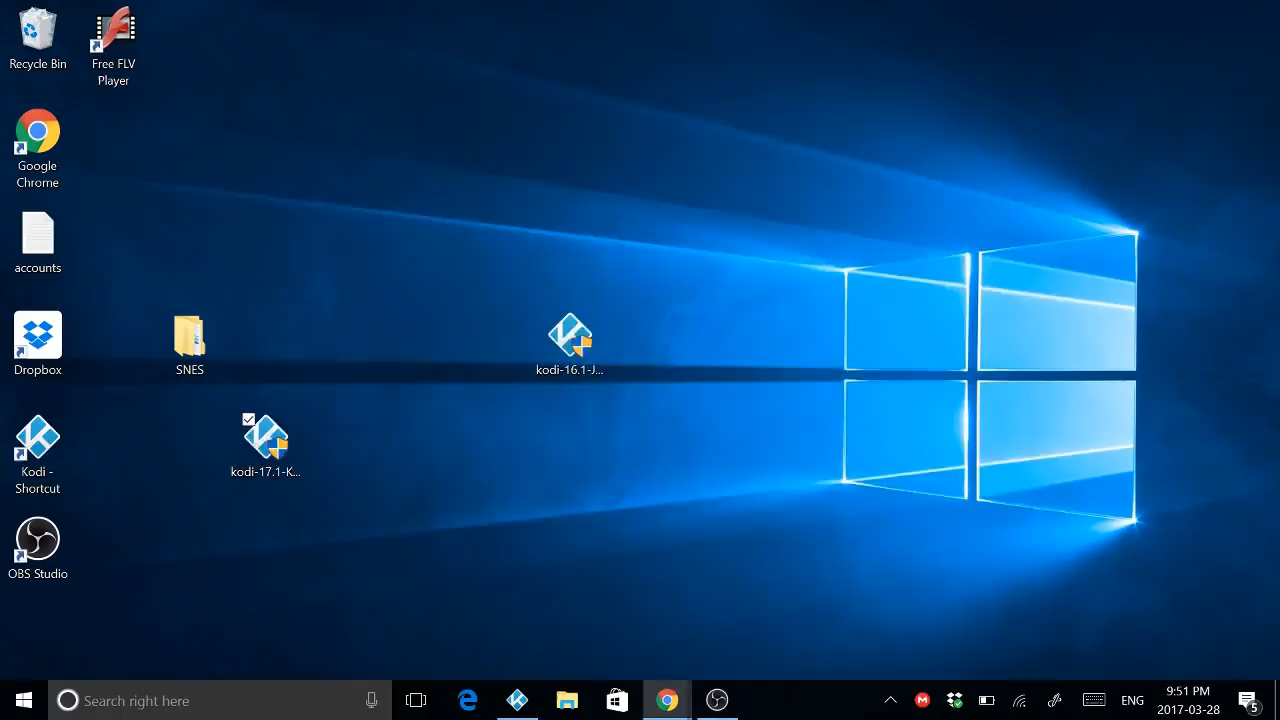 Recycle Bin
Free FLV
Player
Google
Chrome
accounts
Dropbox
SNES
kodi-16.1-J...
Kodi -
Shortcut
kodi-17.1-K...
OBS Studio
Search right here
ENG
9:51 PM
2017-03-28
5